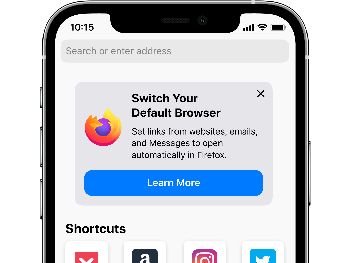 10:15
Search or enter address
Switch Your
Default Browser
Set links from websites, emails,
and Messages to open
automatically in Firefox.
Learn More
Shortcuts
a